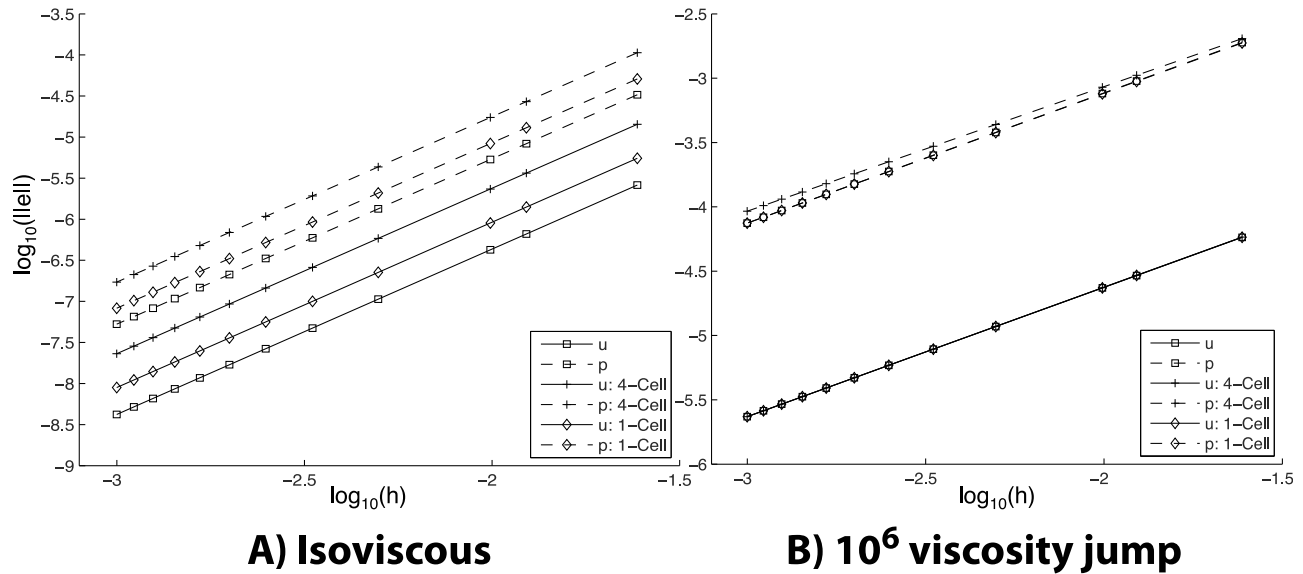 −3.5
−4
−4.5
−5
−5.5
−6
−6.5
−7
−7.5
−8
−8.5
−9
log10(||e||
−3
−2.5
−2
−1.5
log10(h)
u
p
u: 4−Cell
p: 4−Cell
u: 1−Cell
p: 1−Cell
A) Isoviscous
−2.5
−3
−3.5
−4
−4.5
−5
−5.5
−6
−3
−2.5
−2
−1.5
log10(h)
u
p
u: 4−Cell
p: 4−Cell
u: 1−Cell
p: 1−Cell
B) 10⁶ viscosity jump